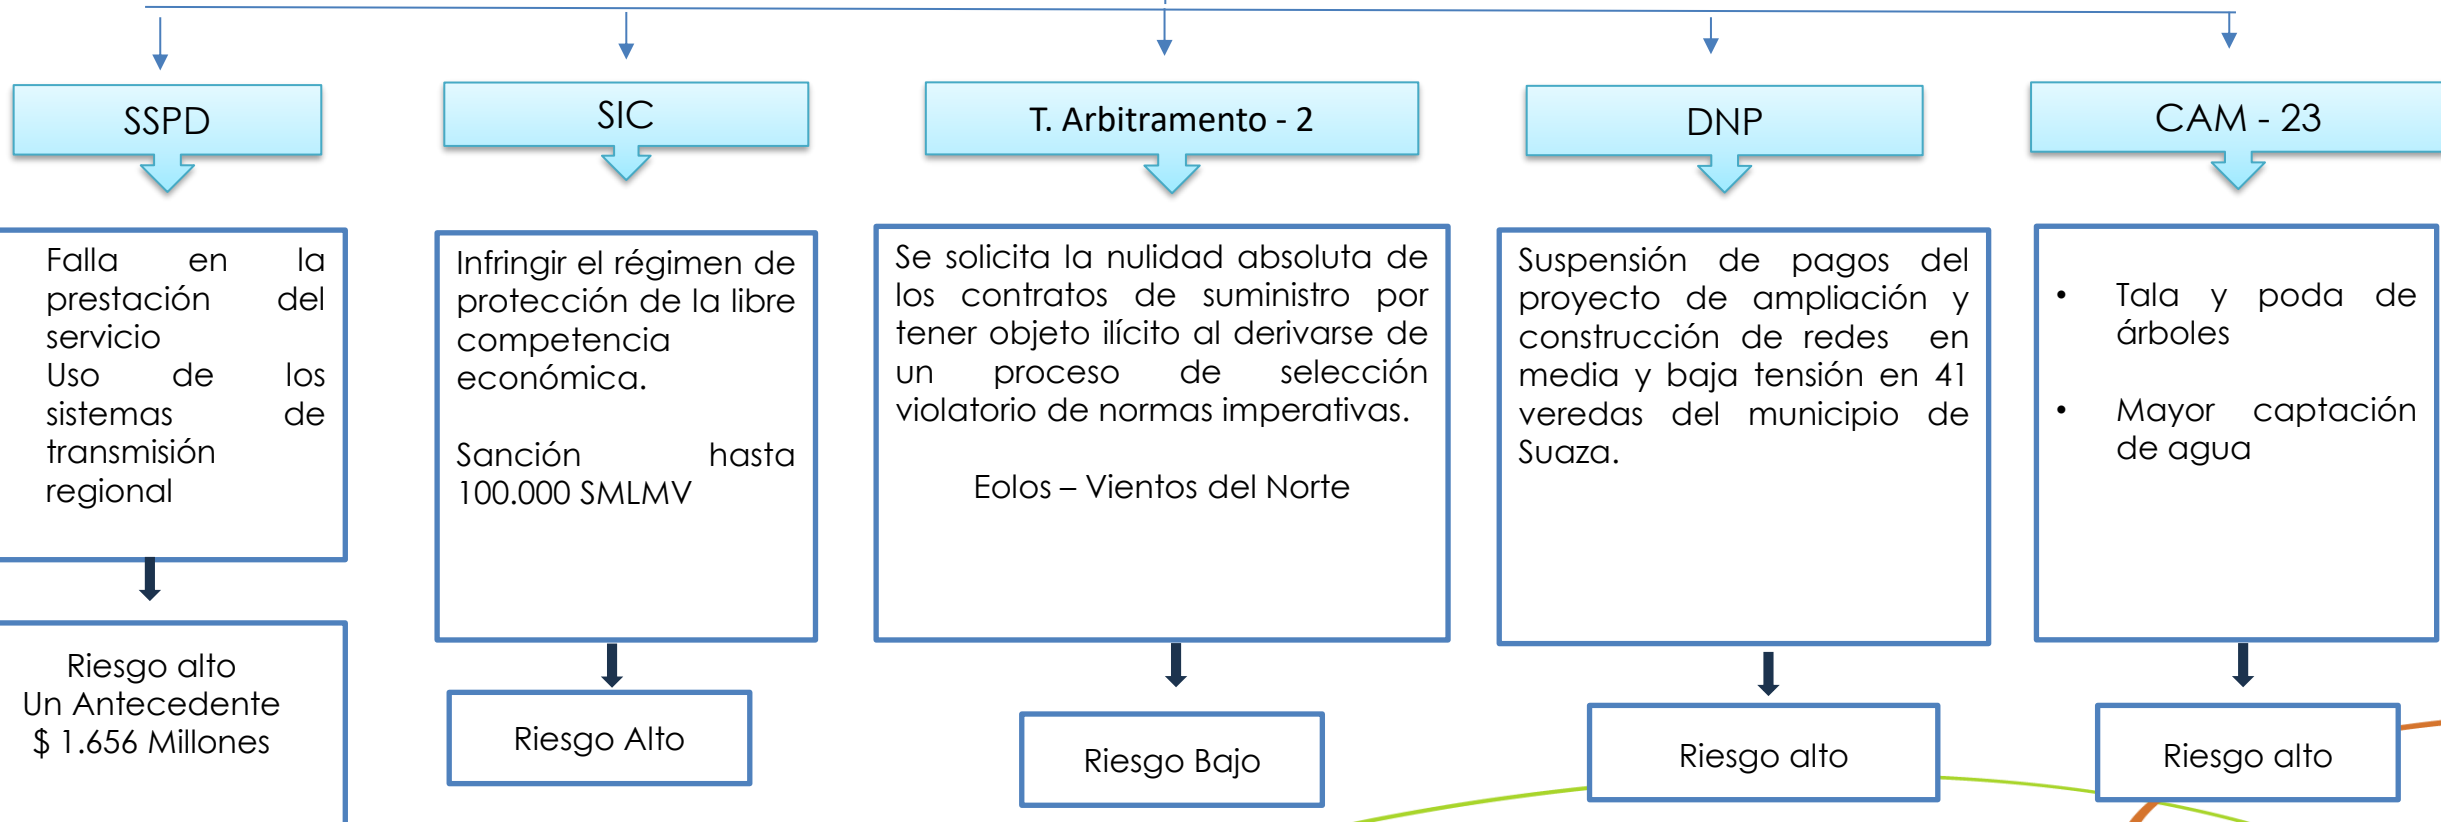 SSPD
Falla en la
prestación del
servicio
Uso de los
sistemas de
transmisión
regional
Riesgo alto
Un Antecedente
$ 1.656 Millones
SIC
Infringir el régimen de
protección de la libre
competencia
económica.
Sanción hasta
100.000 SMLMV
Riesgo Alto
T. Arbitramento - 2
Se solicita la nulidad absoluta de
los contratos de suministro por
tener objeto ilícito al derivarse de
un proceso de selección
violatorio de normas imperativas.
Eolos – Vientos del Norte
Riesgo Bajo
DNP
Suspensión de pagos del
proyecto de ampliación y
construcción de redes en
media y baja tensión en 41
veredas del municipio de
Suaza.
Riesgo alto
CAM - 23
• Tala y poda de
árboles
• Mayor captación
de agua
Riesgo alto